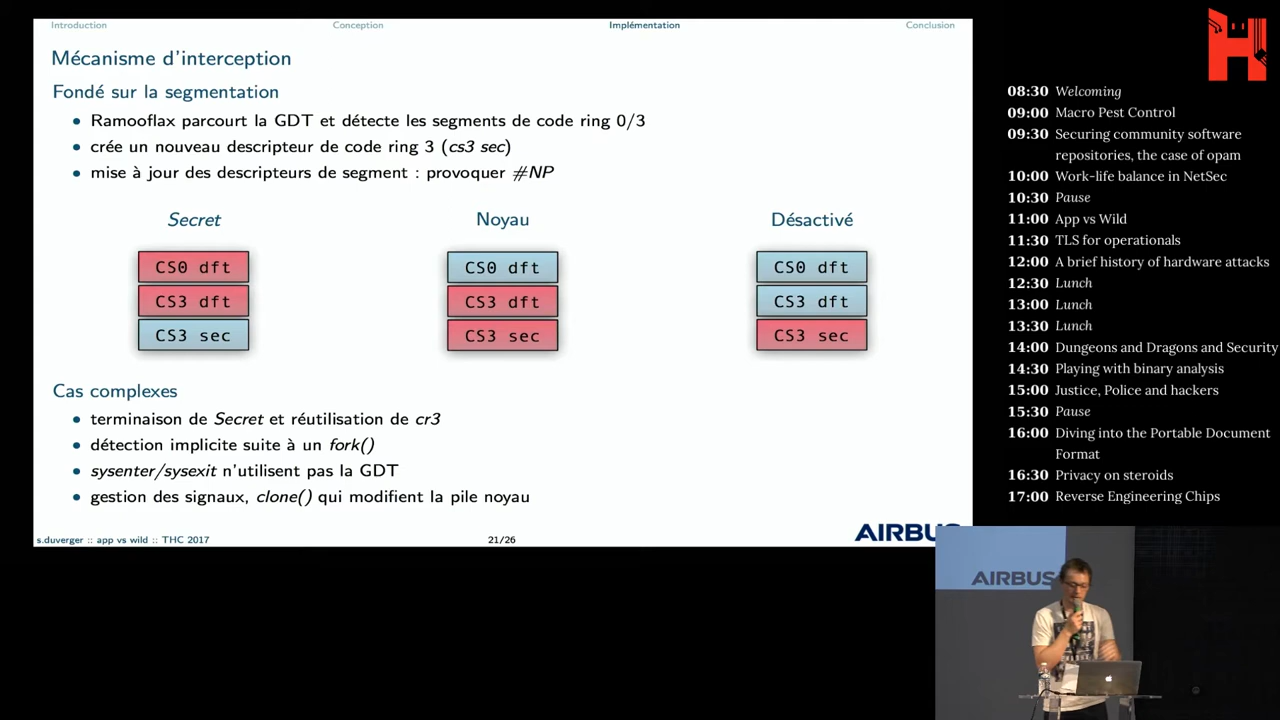 Introduction
Conception
Implémentation
Conclusion
Mécanisme d'interception
Fondé sur la segmentation
• Ramooflax parcourt la GDT et détecte les segments de code ring 0/3
• crée un nouveau descripteur de code ring 3 (cs3 sec)
• mise à jour des descripteurs de segment : provoquer #NP
Secret
CS0 dft
CS3 dft
CS3 sec
Noyau
CS0 dft
CS3 dft
CS3 sec
Désactivé
CS0 dft
CS3 dft
CS3 sec
Cas complexes
• terminaison de Secret et réutilisation de cr3
• détection implicite suite à un fork()
• sysenter/sysexit n'utilisent pas la GDT
• gestion des signaux, clone() qui modifient la pile noyau
s.duverger :: app vs wild :: THC 2017
21/26
AIRBUS
08:30 Welcoming
09:00 Macro Pest Control
09:30 Securing community software
repositories, the case of opam
10:00 Work-life balance in NetSec
10:30 Pause
11:00 App vs Wild
11:30 TLS for operationals
12:00 A brief history of hardware attacks
12:30 Lunch
13:00 Lunch
13:30 Lunch
14:00 Dungeons and Dragons and Security
14:30 Playing with binary analysis
15:00 Justice, Police and hackers
15:30 Pause
16:00 Diving into the Portable Document
Format
16:30 Privacy on steroids
17:00 Reverse Engineering Chips
AIRBUS